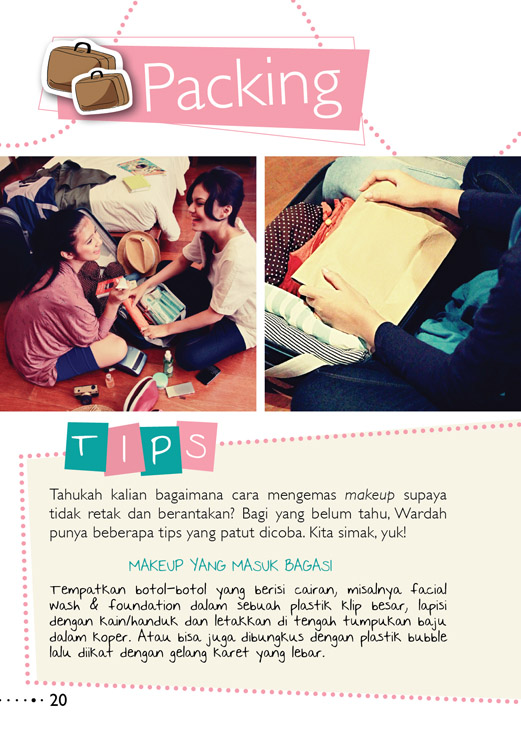 Packing
TIPS
Tahukah kalian bagaimana cara mengemas makeup supaya
tidak retak dan berantakan? Bagi yang belum tahu, Wardah
punya beberapa tips yang patut dicoba. Kita simak, yuk!
MAKEUP YANG MASUK BAGASI
Tempatkan botol-botol yang berisi cairan, misalnya facial
wash & foundation dalam sebuah plastik klip besar, lapisi
dengan kain/handuk dan letakkan di tengah tumpukan baju
dalam koper. Atau bisa juga dibungkus dengan plastik bubble
lalu diikat dengan gelang karet yang lebar.
20